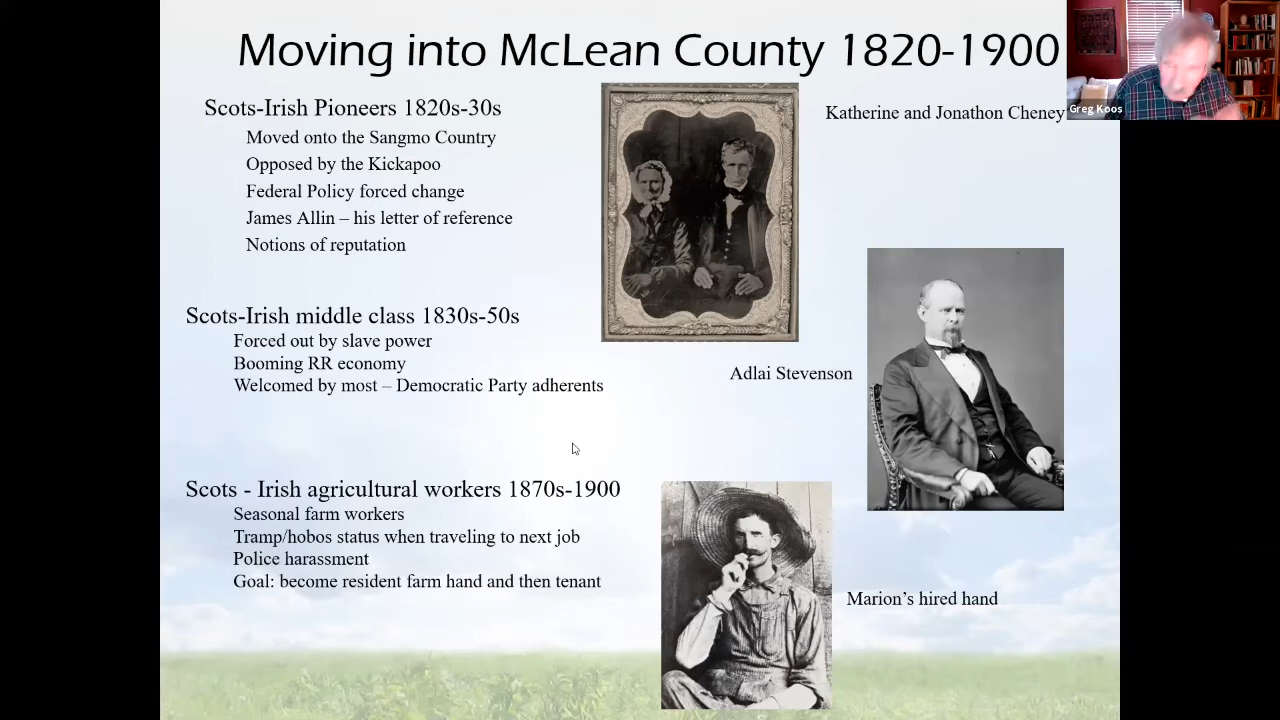 Moving into McLean County 1820-1900
Scots-Irish Pioneers 1820s-30s
Moved onto the Sangmo Country
Opposed by the Kickapoo
Federal Policy forced change
James Allin – his letter of reference
Notions of reputation
Katherine and Jonathon Cheney
Greg Koos
Scots-Irish middle class 1830s-50s
Forced out by slave power
Booming RR economy
Welcomed by most – Democratic Party adherents
Adlai Stevenson
Scots - Irish agricultural workers 1870s-1900
Seasonal farm workers
Tramp/hobos status when traveling to next job
Police harassment
Goal: become resident farm hand and then tenant
Marion’s hired hand